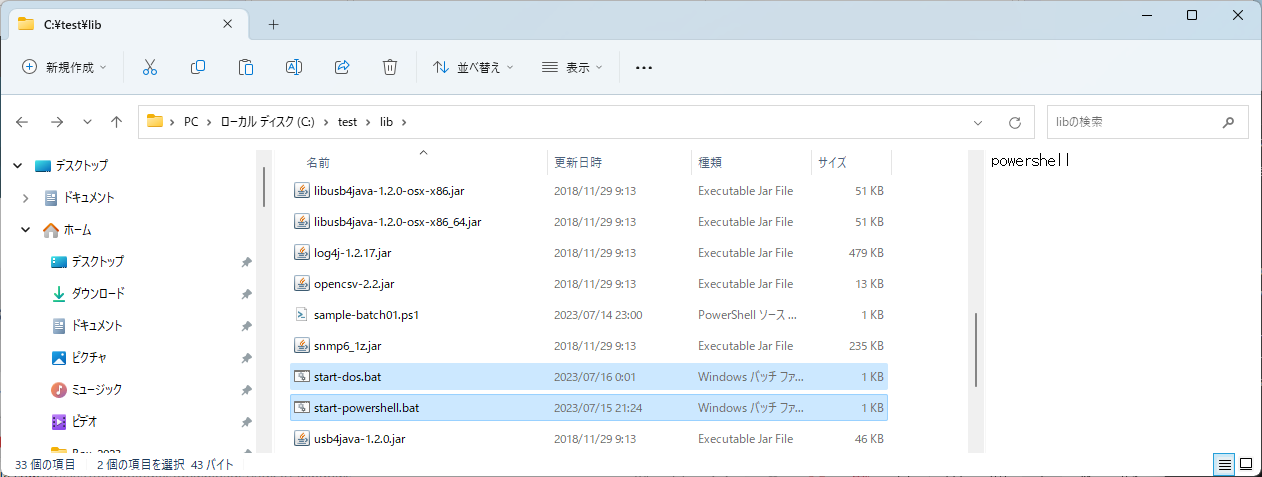 C:¥test¥lib
新規作成
並べ替え
表示
PC
ローカル ディスク (C:)
test
lib
libの検索
デスクトップ
ドキュメント
ホーム
デスクトップ
ダウンロード
ドキュメント
ピクチャ
ミュージック
ビデオ
名前 更新日時 種類 サイズ
libusb4java-1.2.0-osx-x86.jar 2018/11/29 9:13 Executable Jar File 51 KB
libusb4java-1.2.0-osx-x86_64.jar 2018/11/29 9:13 Executable Jar File 51 KB
log4j-1.2.17.jar 2018/11/29 9:13 Executable Jar File 479 KB
opencsv-2.2.jar 2018/11/29 9:13 Executable Jar File 13 KB
sample-batch01.ps1 2023/07/14 23:00 PowerShell ソース ... 1 KB
snmp6_1z.jar 2018/11/29 9:13 Executable Jar File 235 KB
start-dos.bat 2023/07/16 0:01 Windows バッチ ファ... 1 KB
start-powershell.bat 2023/07/15 21:24 Windows バッチ ファ... 1 KB
usb4java-1.2.0.jar 2018/11/29 9:13 Executable Jar File 46 KB
powershell
33 個の項目 2 個の項目を選択 43 バイト